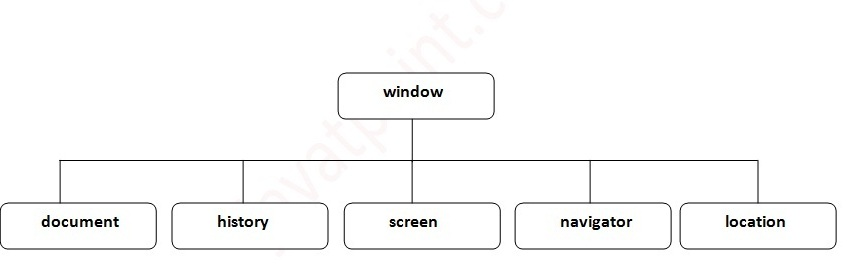 window
document
history
screen
navigator
location